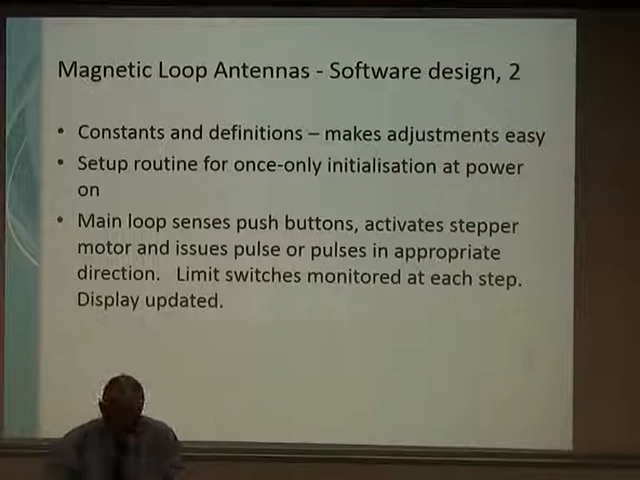 Magnetic Loop Antennas - Software design, 2
• Constants and definitions – makes adjustments easy
• Setup routine for once-only initialisation at power
on
• Main loop senses push buttons, activates stepper
motor and issues pulse or pulses in appropriate
direction. Limit switches monitored at each step.
Display updated.